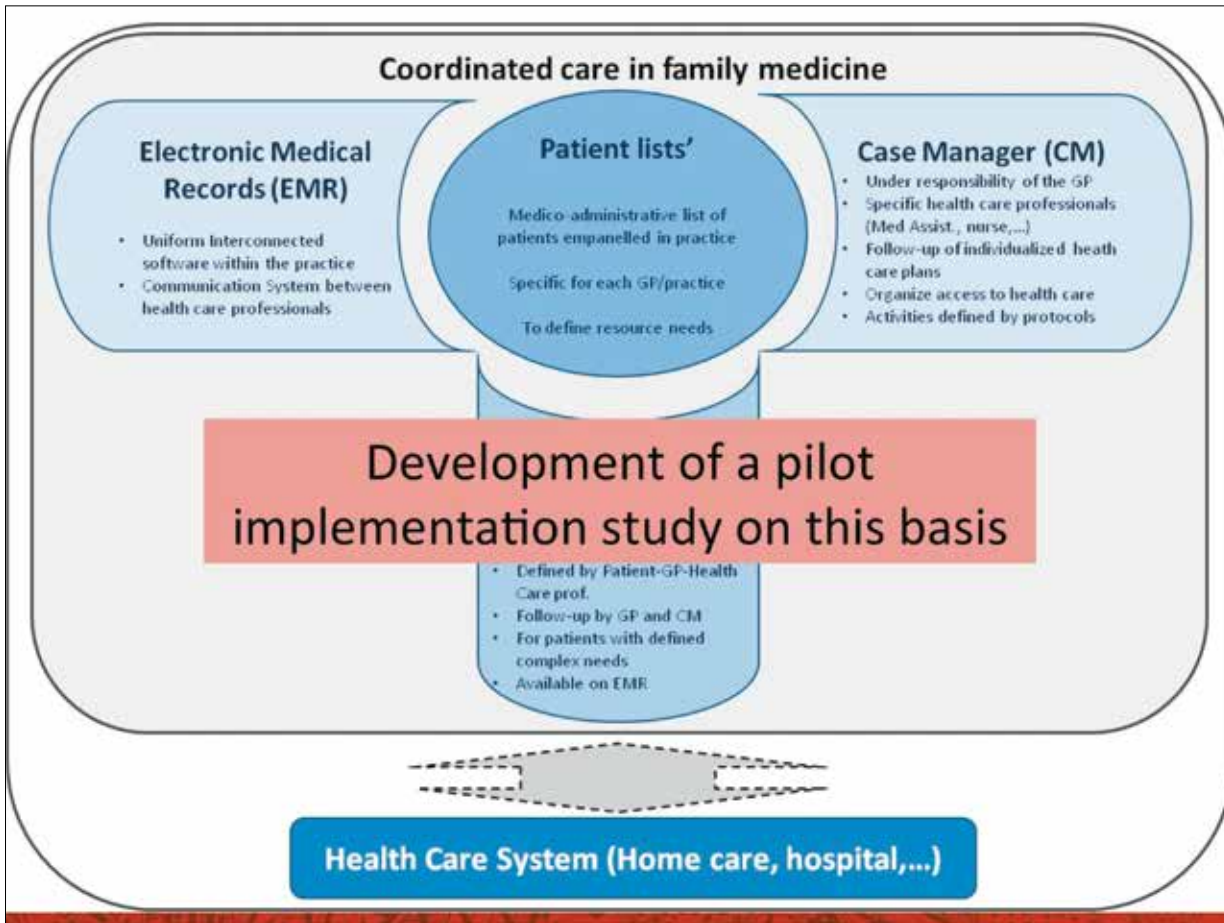 Coordinated care in family medicine
Electronic Medical
Records (EMR)
• Uniform Interconnected
software within the practice
• Communication System between
health care professionals
Patient lists'
Medico-administrative list of
patients empanelled in practice
Specific for each GP/practice
To define resource needs
Case Manager (CM)
• Under responsibility of the GP
• Specific health care professionals
(Med Assist., nurse,...)
• Follow-up of individualized heath
care plans
• Organize access to health care
• Activities defined by protocols
Development of a pilot
implementation study on this basis
• Defined by Patient-GP-Health
Care prof.
• Follow-up by GP and CM
• For patients with defined
complex needs
• Available on EMR
Health Care System (Home care, hospital,...)